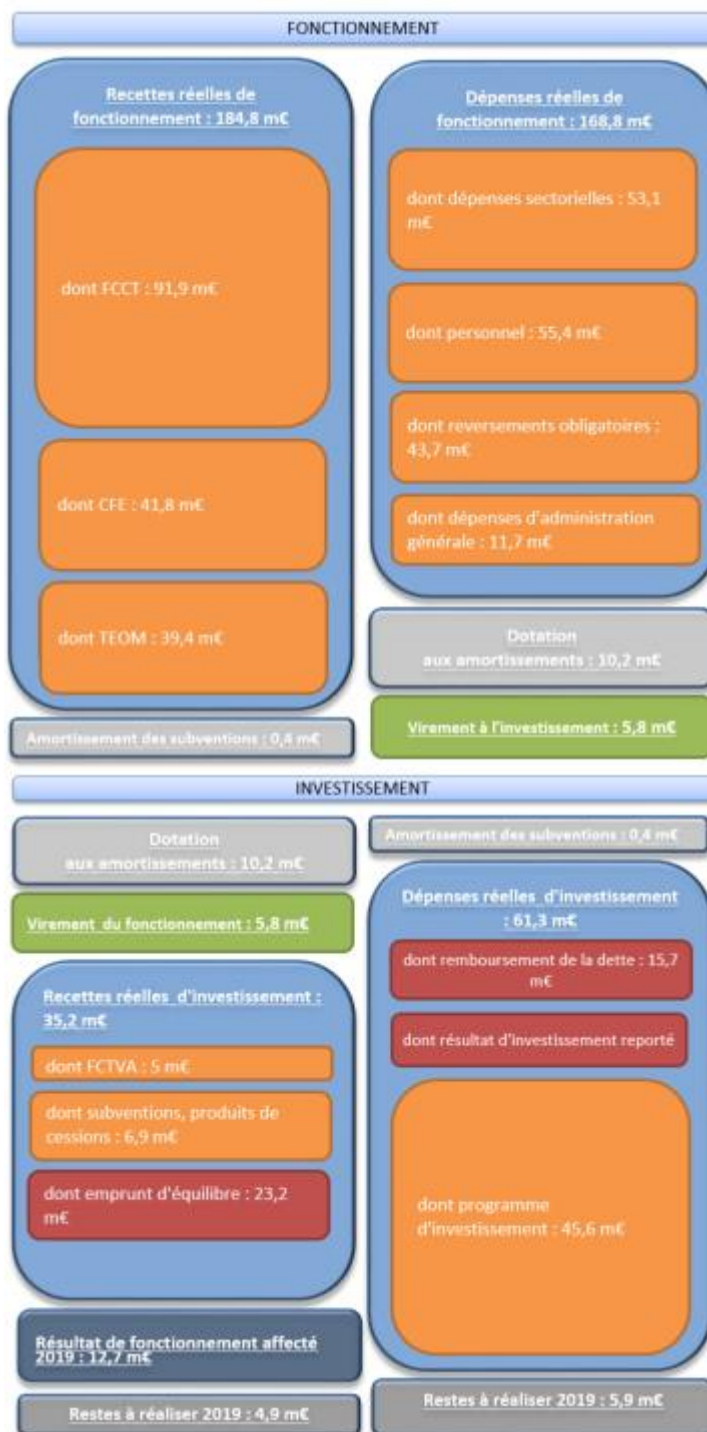 FONCTIONNEMENT
Recettes réelles de
fonctionnement : 184,8 m€
dont FCCT : 91,9 m€
dont CFE : 41,8 m€
dont TEOM : 39,4 m€
Amortissement des subventions : 0,4 m€
Dépenses réelles de
fonctionnement : 168,8 m€
dont dépenses sectorielles : 53,1
m€
dont personnel : 55,4 m€
dont reversements obligatoires :
43,7 m€
dont dépenses d'administration
générale : 11,7 m€
Dotation
aux amortissements : 10,2 m€
Virement à l'investissement : 5,8 m€
INVESTISSEMENT
Dotation
aux amortissements : 10,2 m€
Virement du fonctionnement : 5,8 m€
Recettes réelles d'investissement :
35,2 m€
dont FCTVA : 5 m€
dont subventions, produits de
cessions : 6,9 m€
dont emprunt d'équilibre : 23,2
m€
Résultat de fonctionnement affecté
2019 : 12,7 m€
Restes à réaliser 2019 : 4,9 m€
Amortissement des subventions : 0,4 m€
Dépenses réelles d'investissement
: 61,3 m€
dont remboursement de la dette : 15,7
m€
dont résultat d'investissement reporté
dont programme
d'investissement : 45,6 m€
Restes à réaliser 2019 : 5,9 m€